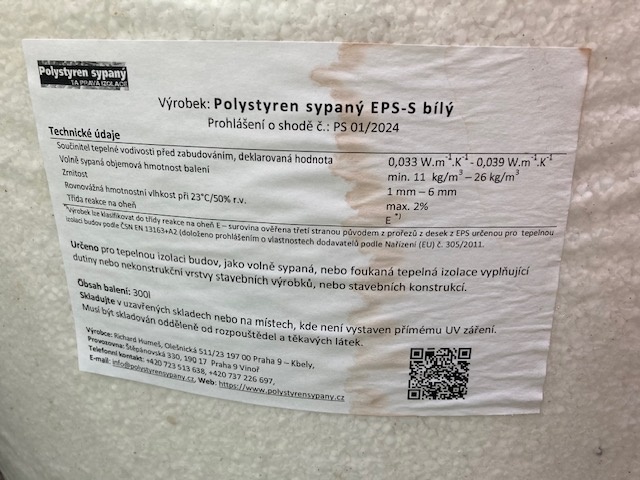 Polystyren sypaný
TA PRAVÁ IZOLACE
Výrobek: Polystyren sypaný EPS-S bílý
Prohlášení o shodě č.: PS 01/2024
Technické údaje
Součinitel tepelné vodivosti před zabudováním, deklarovaná hodnota 0,033 W.m⁻¹.K⁻¹ - 0,039 W.m⁻¹.K⁻¹
Volně sypaná objemová hmotnost balení min. 11 kg/m³ – 26 kg/m³
Zrnitost 1 mm – 6 mm
Rovnovážná hmotnostní vlhkost při 23°C/50% r.v. max. 2%
Třída reakce na oheň E *)
*)Výrobek lze klasifikovat do třídy reakce na oheň E – surovina ověřena třetí stranou původem z prořezů z desek z EPS určenou pro tepelnou
izolaci budov podle ČSN EN 13163+A2 (doloženo prohlášením o vlastnostech dodavatelů podle Nařízení (EU) č. 305/2011.
Určeno pro tepelnou izolaci budov, jako volně sypaná, nebo foukaná tepelná izolace vyplňující
dutiny nebo nekonstrukční vrstvy stavebních výrobků, nebo stavebních konstrukcí.
Obsah balení: 300l
Skladujte v uzavřených skladech nebo na místech, kde není vystaven přímému UV záření.
Musí být skladován odděleně od rozpouštědel a těkavých látek.
Výrobce: Richard Humeš, Olešnická 511/23 197 00 Praha 9 – Kbely,
Provozovna: Štěpánovská 330, 190 17 Praha 9 Vinoř
Telefonní kontakt: +420 723 513 638, +420 737 226 697,
E-mail: info@polystyrensypany.cz, Web: https://www.polystyrensypany.cz